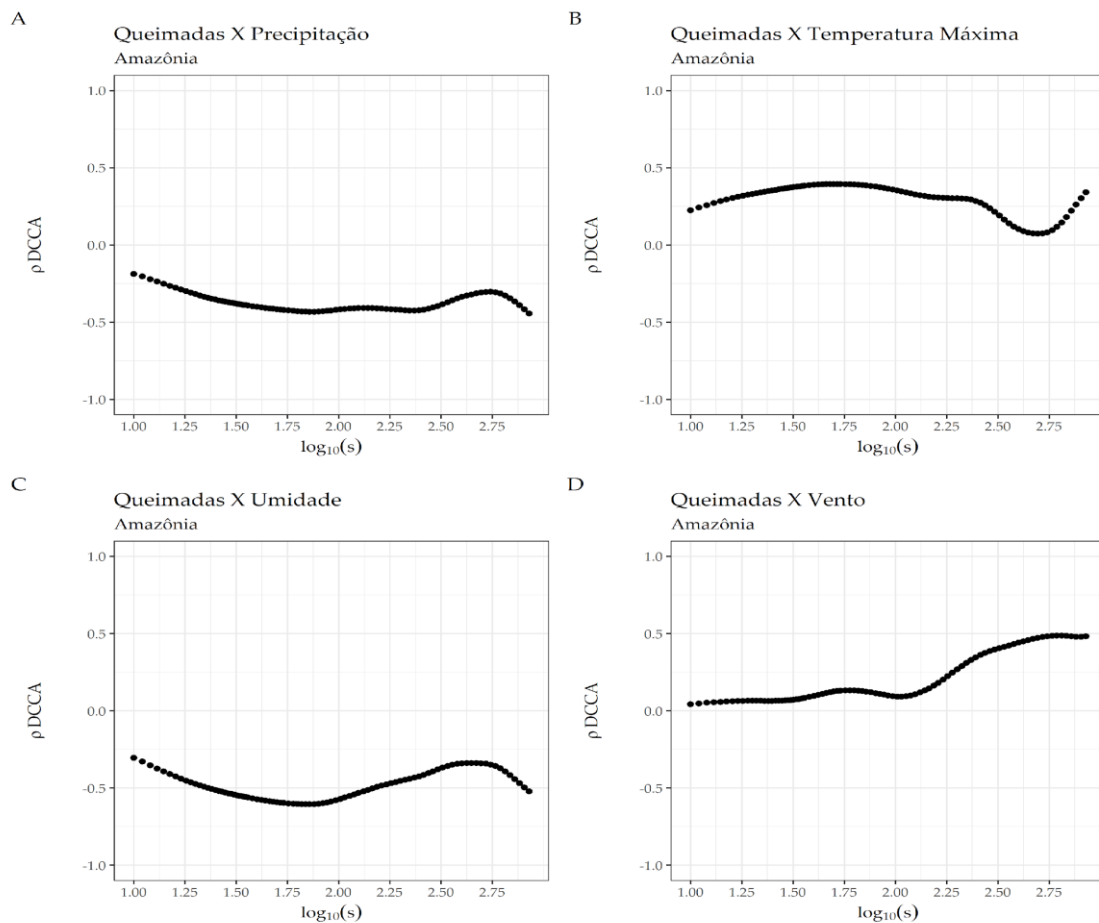 A
Queimadas X Precipitação
Amazônia
1.0
0.5
0.0
-0.5
-1.0
ρ DCCA
1.00 1.25 1.50 1.75 2.00 2.25 2.50 2.75
log₁₀(s)
B
Queimadas X Temperatura Máxima
Amazônia
1.0
0.5
0.0
-0.5
-1.0
ρ DCCA
1.00 1.25 1.50 1.75 2.00 2.25 2.50 2.75
log₁₀(s)
C
Queimadas X Umidade
Amazônia
1.0
0.5
0.0
-0.5
-1.0
ρ DCCA
1.00 1.25 1.50 1.75 2.00 2.25 2.50 2.75
log₁₀(s)
D
Queimadas X Vento
Amazônia
1.0
0.5
0.0
-0.5
-1.0
ρ DCCA
1.00 1.25 1.50 1.75 2.00 2.25 2.50 2.75
log₁₀(s)